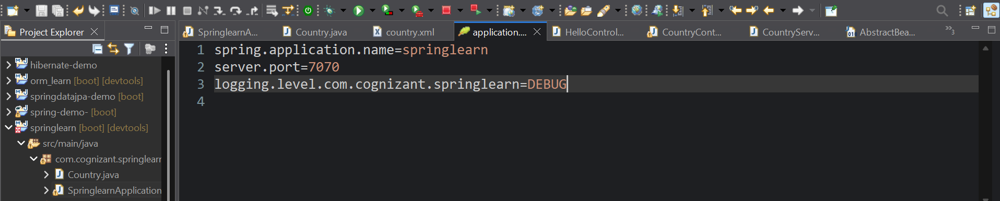 Project Explorer
hibernate-demo
orm_learn [boot] [devtools]
springdatajpa-demo [boot]
spring-demo- [boot]
springlearn [boot] [devtools]
src/main/java
com.cognizant.springlearn
Country.java
SpringlearnApplication
SpringlearnA... Country.java country.xml application.... HelloControl... CountryCont... CountryServ... AbstractBea... »3
1 spring.application.name=springlearn
2 server.port=7070
3 logging.level.com.cognizant.springlearn=DEBUG
4